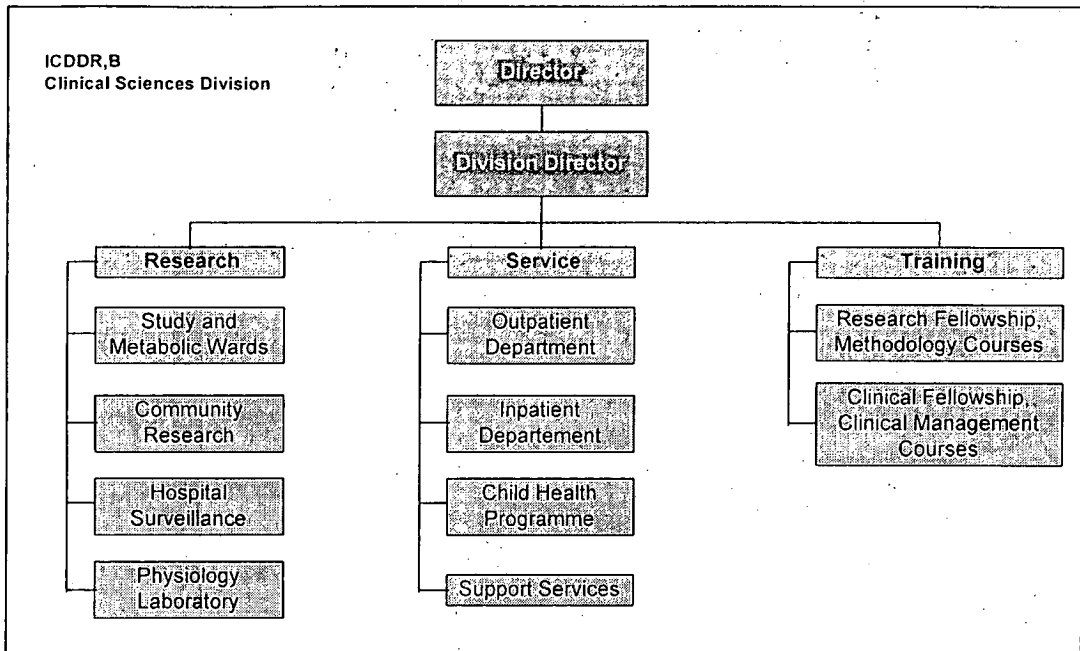 ICDDR,B
Clinical Sciences Division
Director
Division Director
Research
Study and
Metabolic Wards
Community
Research
Hospital
Surveillance
Physiology
Laboratory
Service
Outpatient
Department
Inpatient
Departement
Child Health
Programme
Support Services
Training
Research Fellowship,
Methodology Courses
Clinical Fellowship,
Clinical Management
Courses